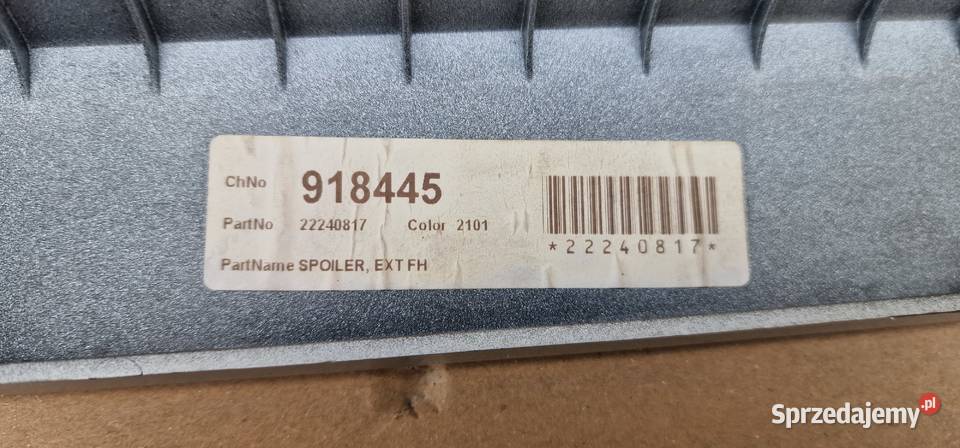 ChNo 918445
PartNo 22240817 Color 2101
*22240817*
PartName SPOILER, EXT FH
Sprzedajemy.pl